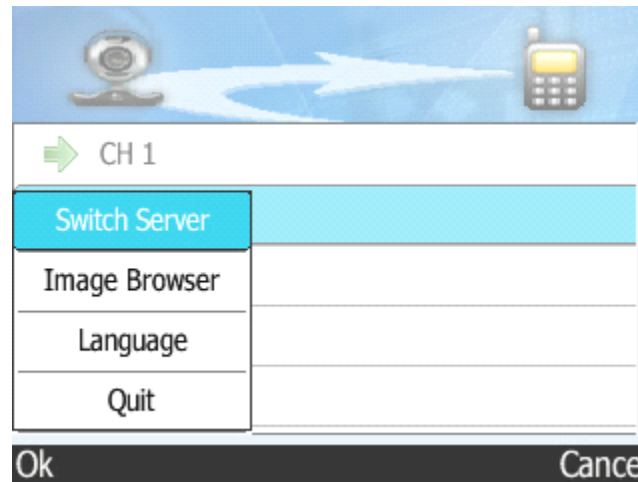 CH 1
Switch Server
Image Browser
Language
Quit
Ok Cance